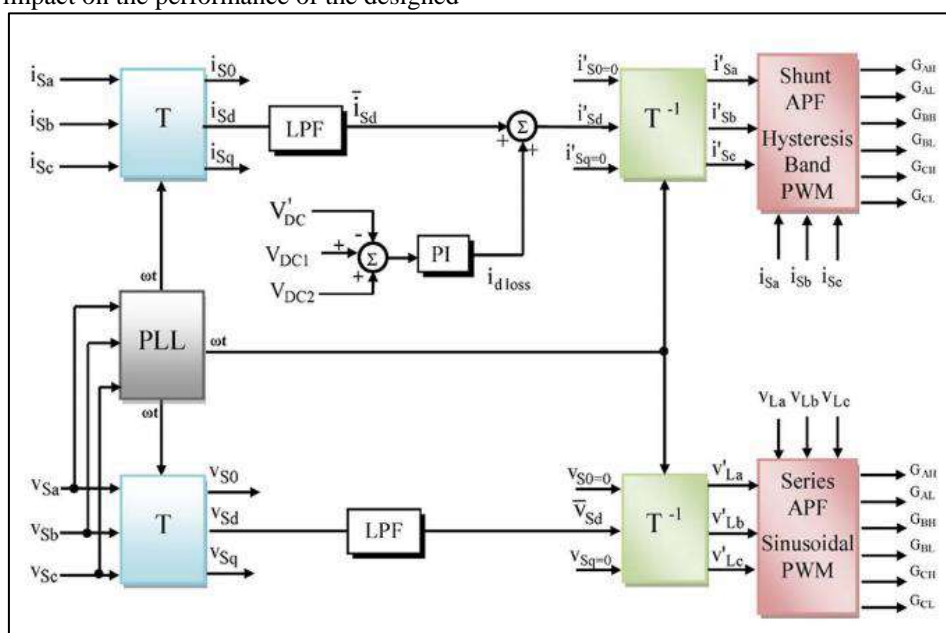 impact on the performance of the designed
i_Sa
i_Sb
i_Sc
T
i_S0
i_Sd
i_Sq
LPF
i̅_Sd
Σ
+
+
i'_S0=0
i'_Sd
i'_Sq=0
T⁻¹
i'_Sa
i'_Sb
i'_Sc
Shunt
APF
Hysteresis
Band
PWM
G_AH
G_AL
G_BH
G_BL
G_CH
G_CL
i_Sa
i_Sb
i_Sc
V'_DC
V_DC1
V_DC2
-
+
+
Σ
PI
i_d loss
ωt
PLL
ωt
ωt
v_Sa
v_Sb
v_Sc
T
v_S0
v_Sd
v_Sq
LPF
v_S0=0
v̅_Sd
v_Sq=0
T⁻¹
v'_La
v'_Lb
v'_Lc
v_La
v_Lb
v_Lc
Series
APF
Sinusoidal
PWM
G_AH
G_AL
G_BH
G_BL
G_CH
G_CL